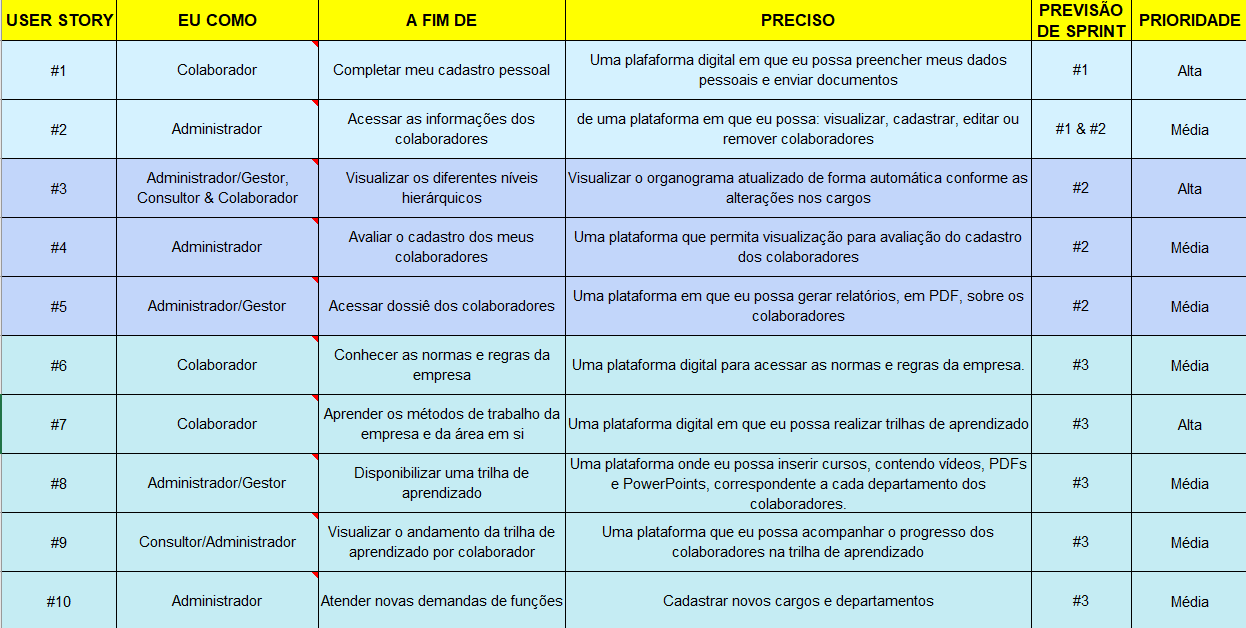 USER STORY
EU COMO
A FIM DE
PRECISO
PREVISÃO
DE SPRINT
PRIORIDADE
#1
Colaborador
Completar meu cadastro pessoal
Uma plafaforma digital em que eu possa preencher meus dados
pessoais e enviar documentos
#1
Alta
#2
Administrador
Acessar as informações dos
colaboradores
de uma plataforma em que eu possa: visualizar, cadastrar, editar ou
remover colaboradores
#1 & #2
Média
#3
Administrador/Gestor,
Consultor & Colaborador
Visualizar os diferentes níveis
hierárquicos
Visualizar o organograma atualizado de forma automática conforme as
alterações nos cargos
#2
Alta
#4
Administrador
Avaliar o cadastro dos meus
colaboradores
Uma plataforma que permita visualização para avaliação do cadastro
dos colaboradores
#2
Média
#5
Administrador/Gestor
Acessar dossiê dos colaboradores
Uma plataforma em que eu possa gerar relatórios, em PDF, sobre os
colaboradores
#2
Média
#6
Colaborador
Conhecer as normas e regras da
empresa
Uma plataforma digital para acessar as normas e regras da empresa.
#3
Média
#7
Colaborador
Aprender os métodos de trabalho da
empresa e da área em si
Uma plataforma digital em que eu possa realizar trilhas de aprendizado
#3
Alta
#8
Administrador/Gestor
Disponibilizar uma trilha de
aprendizado
Uma plataforma onde eu possa inserir cursos, contendo vídeos, PDFs
e PowerPoints, correspondente a cada departamento dos
colaboradores.
#3
Média
#9
Consultor/Administrador
Visualizar o andamento da trilha de
aprendizado por colaborador
Uma plataforma que eu possa acompanhar o progresso dos
colaboradores na trilha de aprendizado
#3
Média
#10
Administrador
Atender novas demandas de funções
Cadastrar novos cargos e departamentos
#3
Média